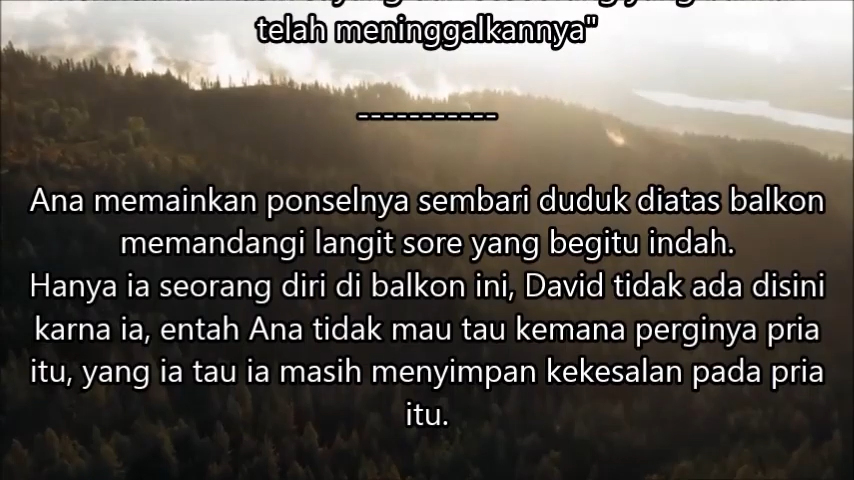 telah meninggalkannya"
-----------
Ana memainkan ponselnya sembari duduk diatas balkon
memandangi langit sore yang begitu indah.
Hanya ia seorang diri di balkon ini, David tidak ada disini
karna ia, entah Ana tidak mau tau kemana perginya pria
itu, yang ia tau ia masih menyimpan kekesalan pada pria
itu.